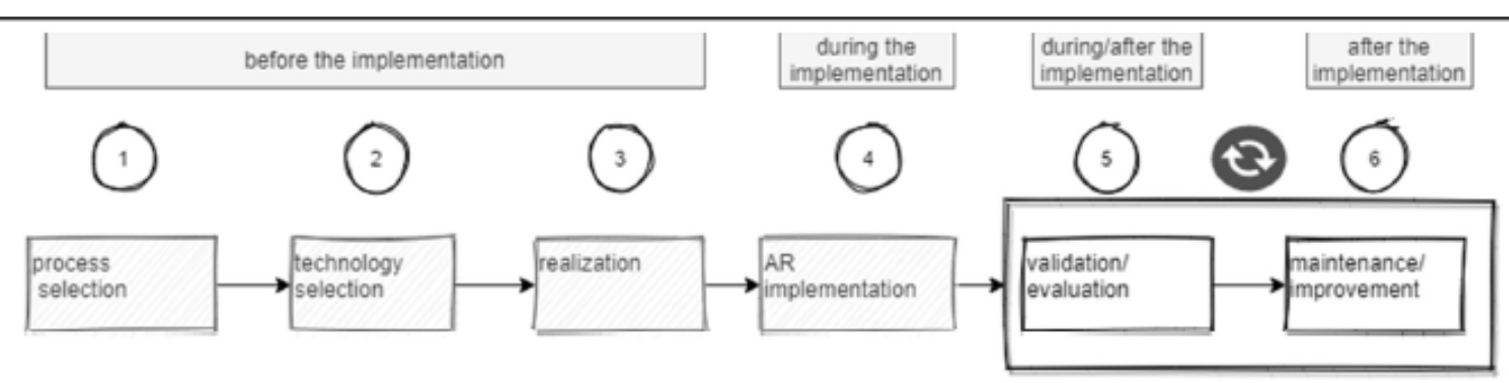 before the implementation
during the
implementation
during/after the
implementation
after the
implementation
1
2
3
4
5
6
process
selection
technology
selection
realization
AR
implementation
validation/
evaluation
maintenance/
improvement